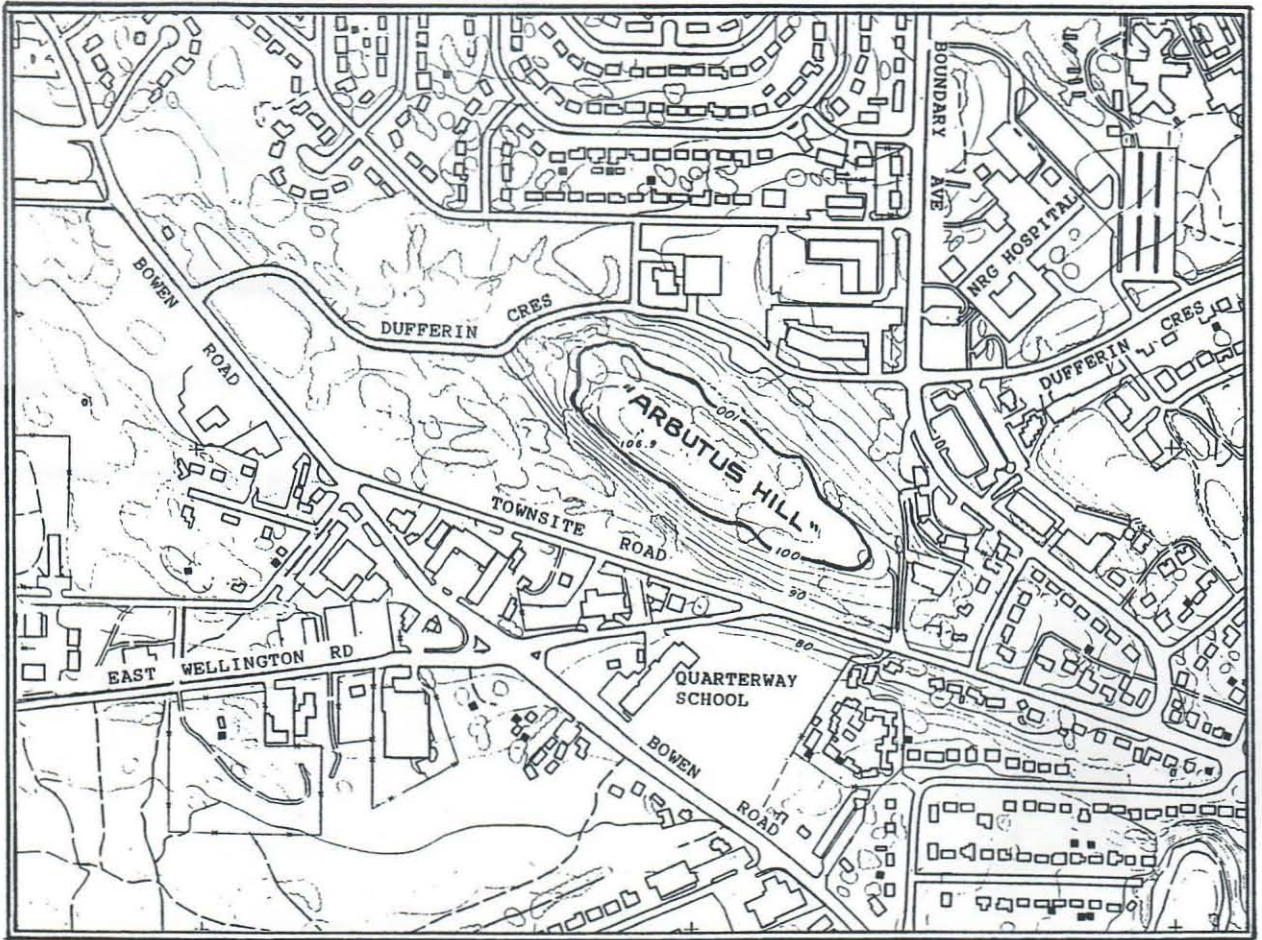 BOUNDARY AVE
NRG HOSPITAL
BOWEN
ROAD
DUFFERIN
CRES
DUFFERIN
CRES
"ARBUTUS HILL"
100
106.9
100
TOWNSITE
ROAD
90
80
EAST WELLINGTON RD
QUARTERWAY
SCHOOL
BOWEN
ROAD